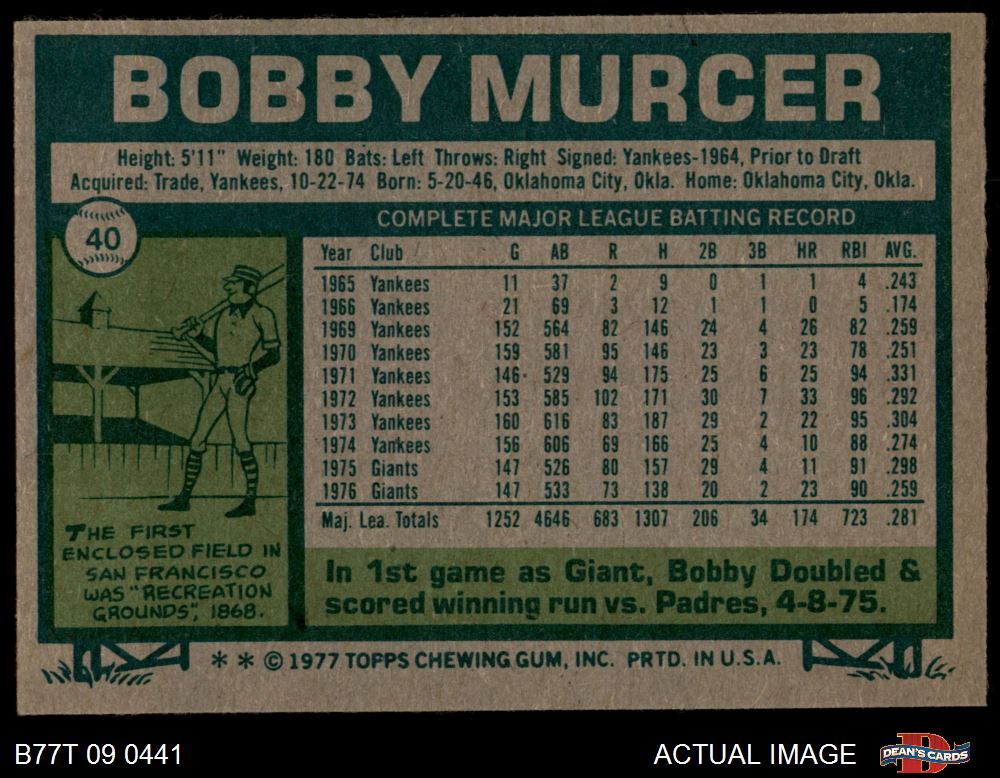 BOBBY MURCER
Height: 5'11" Weight: 180 Bats: Left Throws: Right Signed: Yankees-1964, Prior to Draft
Acquired: Trade, Yankees, 10-22-74 Born: 5-20-46, Oklahoma City, Okla. Home: Oklahoma City, Okla.
40
COMPLETE MAJOR LEAGUE BATTING RECORD
Year Club G AB R H 2B 3B HR RBI AVG.
1965 Yankees 11 37 2 9 0 1 1 4 .243
1966 Yankees 21 69 3 12 1 1 0 5 .174
1969 Yankees 152 564 82 146 24 4 26 82 .259
1970 Yankees 159 581 95 146 23 3 23 78 .251
1971 Yankees 146 529 94 175 25 6 25 94 .331
1972 Yankees 153 585 102 171 30 7 33 96 .292
1973 Yankees 160 616 83 187 29 2 22 95 .304
1974 Yankees 156 606 69 166 25 4 10 88 .274
1975 Giants 147 526 80 157 29 4 11 91 .298
1976 Giants 147 533 73 138 20 2 23 90 .259
Maj. Lea. Totals 1252 4646 683 1307 206 34 174 723 .281
THE FIRST
ENCLOSED FIELD IN
SAN FRANCISCO
WAS "RECREATION
GROUNDS", 1868.
In 1st game as Giant, Bobby Doubled &
scored winning run vs. Padres, 4-8-75.
** © 1977 TOPPS CHEWING GUM, INC. PRTD. IN U.S.A.
B77T 09 0441
ACTUAL IMAGE
DEAN'S CARDS